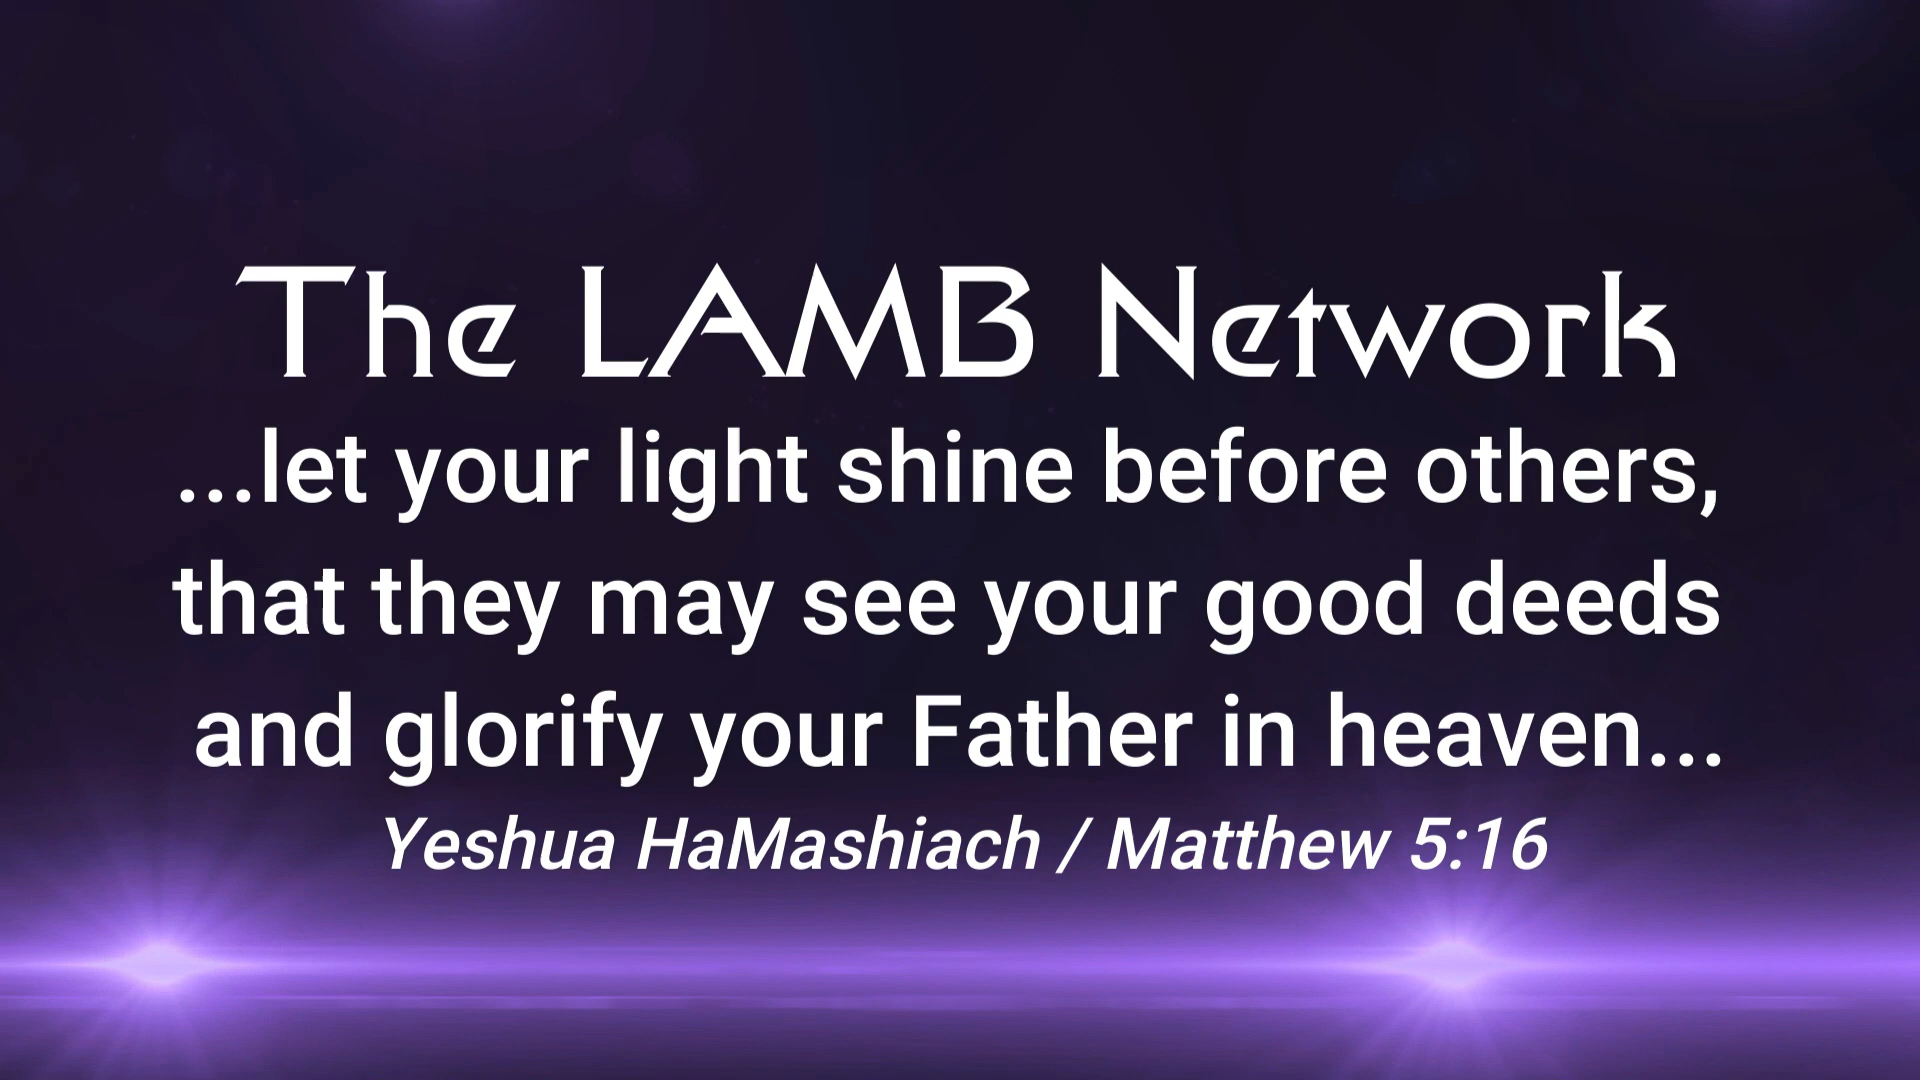 The LAMB Network
...let your light shine before others,
that they may see your good deeds
and glorify your Father in heaven...
Yeshua HaMashiach / Matthew 5:16